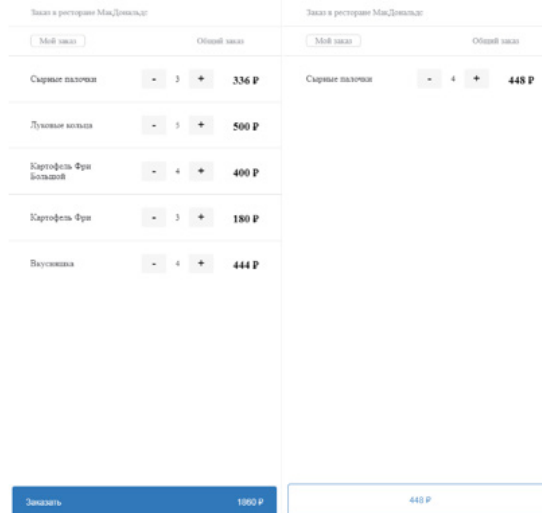 Заказ в ресторане МакДональдс
Мой заказ Общий заказ
Сырные палочки - 3 + 336 ₽
Луковые кольца - 5 + 500 ₽
Картофель Фри
Большой - 4 + 400 ₽
Картофель Фри - 3 + 180 ₽
Вкусняшка - 4 + 444 ₽
Заказать 1860 ₽
Заказ в ресторане МакДональдс
Мой заказ Общий заказ
Сырные палочки - 4 + 448 ₽
448 ₽